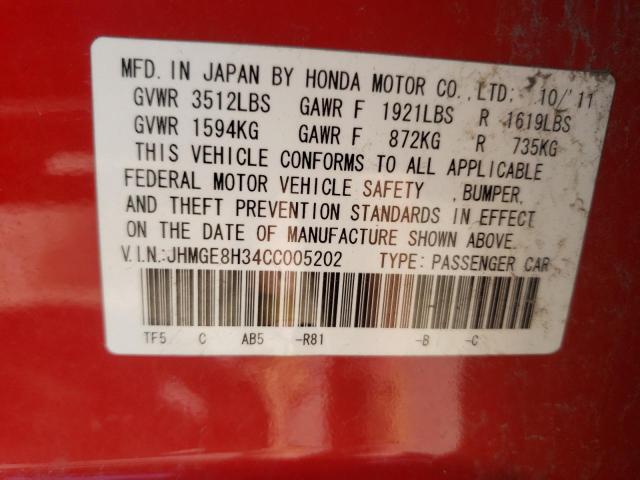 MFD. IN JAPAN BY HONDA MOTOR CO.,LTD; 10/'11
GVWR 3512LBS GAWR F 1921LBS R 1619LBS
GVWR 1594KG GAWR F 872KG R 735KG
THIS VEHICLE CONFORMS TO ALL APPLICABLE
FEDERAL MOTOR VEHICLE SAFETY ,BUMPER,
AND THEFT PREVENTION STANDARDS IN EFFECT
ON THE DATE OF MANUFACTURE SHOWN ABOVE.
V.I.N.:JHMGE8H34CC005202 TYPE: PASSENGER CAR
TF5 C AB5 -R81 -B -C